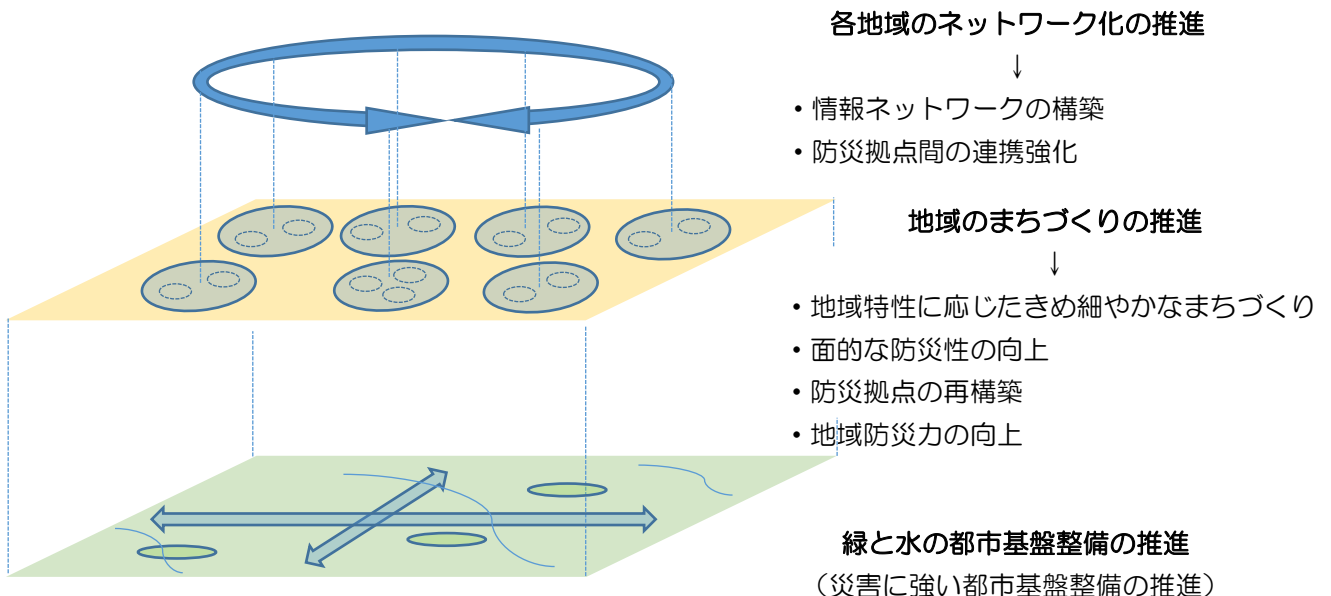 各地域のネットワーク化の推進
↓
・情報ネットワークの構築
・防災拠点間の連携強化
地域のまちづくりの推進
↓
・地域特性に応じたきめ細やかなまちづくり
・面的な防災性の向上
・防災拠点の再構築
・地域防災力の向上
緑と水の都市基盤整備の推進
（災害に強い都市基盤整備の推進）